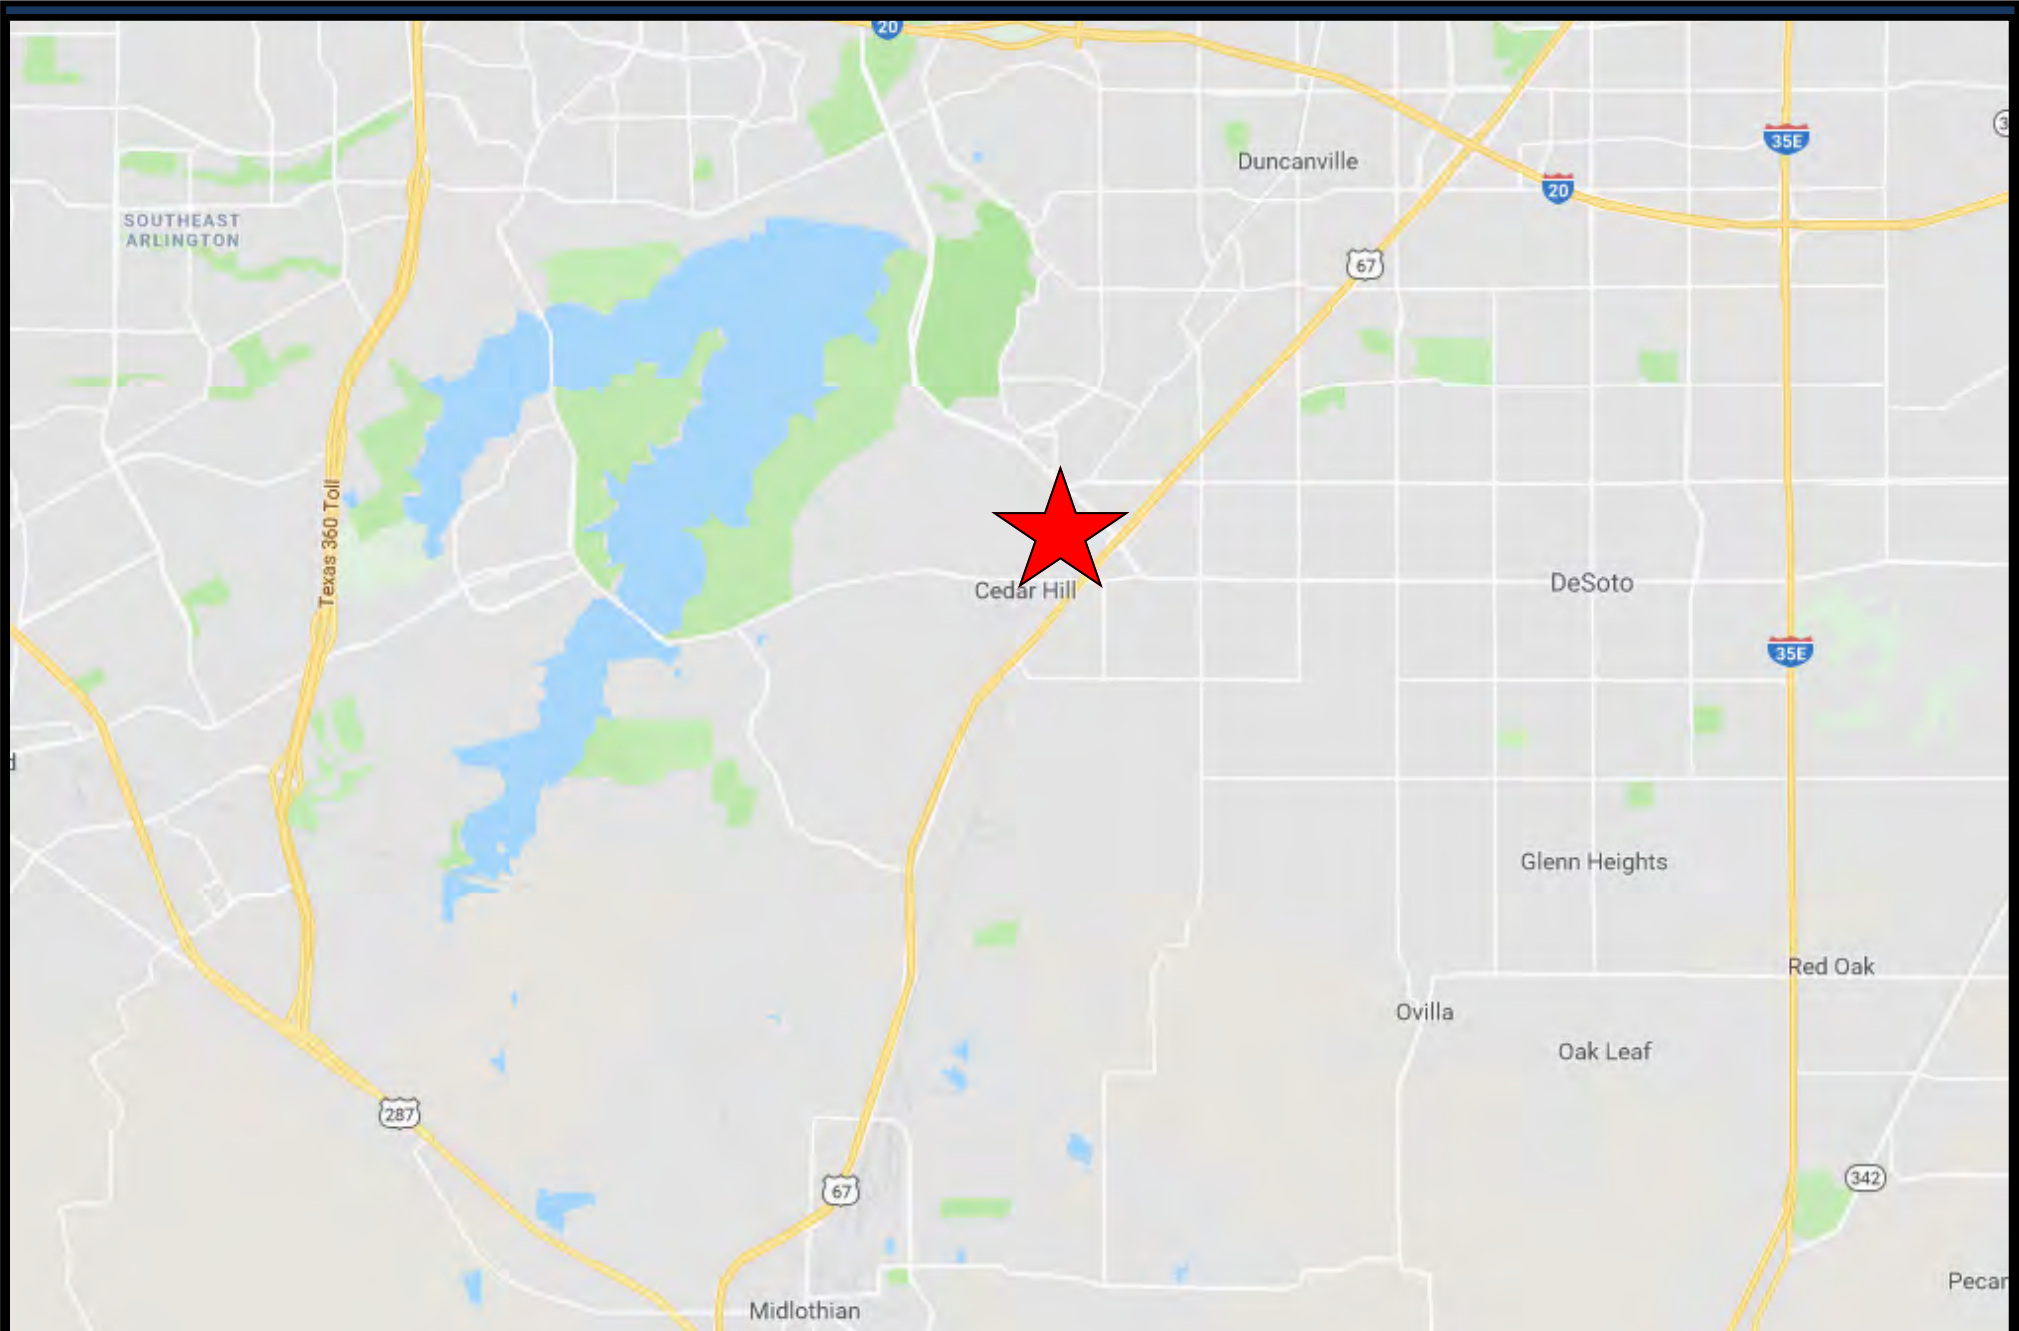 20
3
35E
Duncanville
20
SOUTHEAST
ARLINGTON
67
Texas 360 Toll
Cedar Hill
DeSoto
35E
d
Glenn Heights
Red Oak
Ovilla
Oak Leaf
287
342
67
Pecan
Midlothian